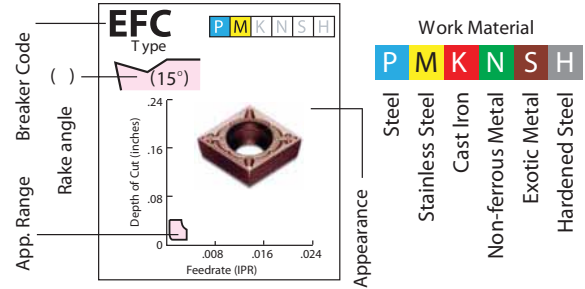 EFC
Type
P M K N S H
(15°)
Breaker Code
( )
Rake angle
App. Range
Depth of Cut (inches)
.24
.16
.08
0
.008 .016 .024
Feedrate (IPR)
Appearance
Work Material
P M K N S H
Steel
Stainless Steel
Cast Iron
Non-ferrous Metal
Exotic Metal
Hardened Steel